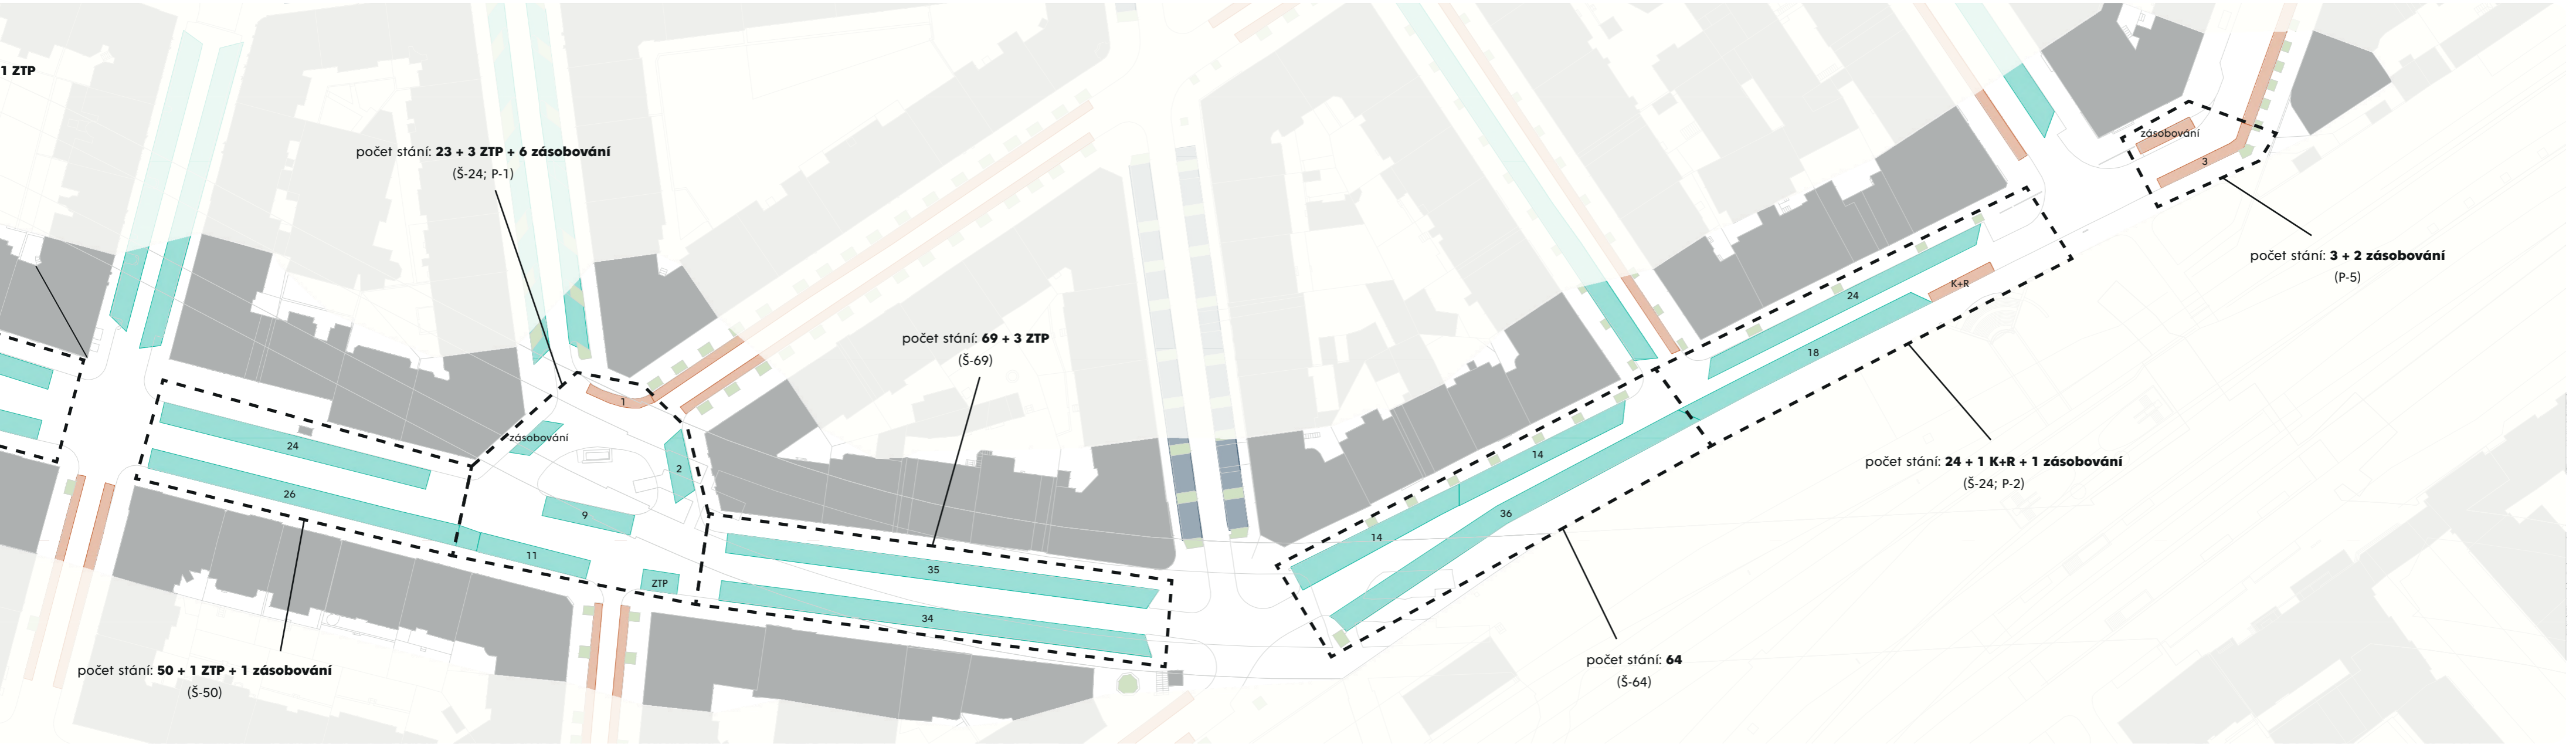 1 ZTP
počet stání: 23 + 3 ZTP + 6 zásobování
(Š-24; P-1)
zásobování
3
počet stání: 3 + 2 zásobování
(P-5)
K+R
24
18
počet stání: 69 + 3 ZTP
(Š-69)
1
zásobování
24
2
26
9
11
ZTP
35
34
14
14
36
počet stání: 24 + 1 K+R + 1 zásobování
(Š-24; P-2)
počet stání: 64
(Š-64)
počet stání: 50 + 1 ZTP + 1 zásobování
(Š-50)